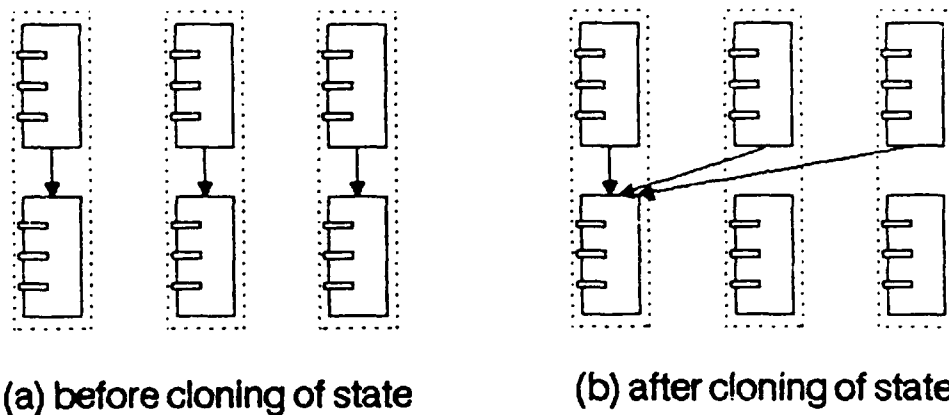 (a) before cloning of state
(b) after cloning of state